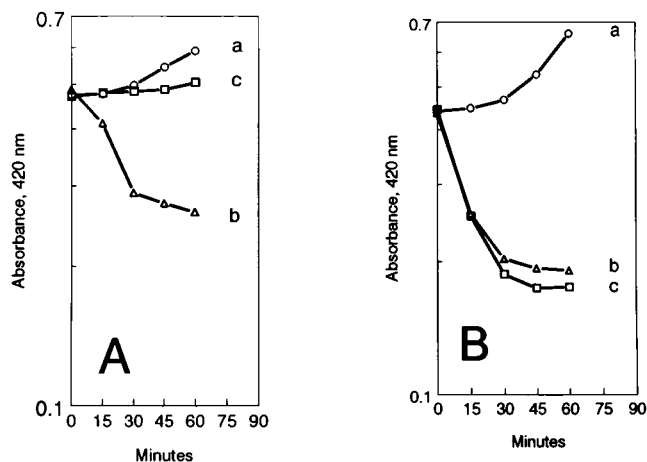 0.7
a
c
b
Absorbance, 420 nm
A
0.1
0 15 30 45 60 75 90
Minutes
0.7
a
b
c
Absorbance, 420 nm
B
0.1
0 15 30 45 60 75 90
Minutes